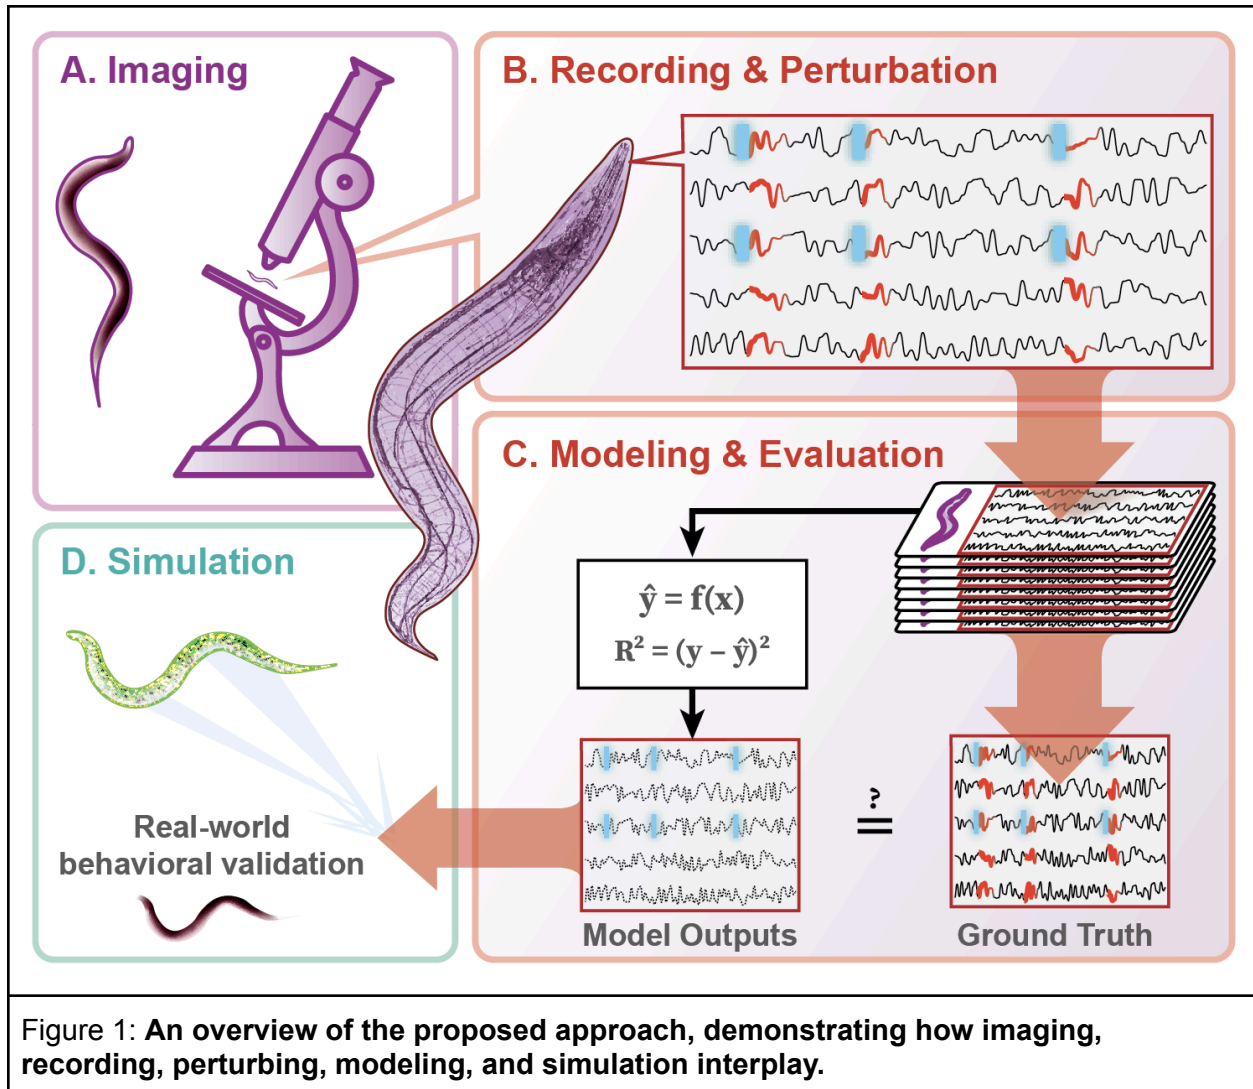 A. Imaging
B. Recording & Perturbation
C. Modeling & Evaluation
ŷ = f(x)
R² = (y – ŷ)²
?
=
Model Outputs
Ground Truth
D. Simulation
Real-world
behavioral validation
Figure 1: An overview of the proposed approach, demonstrating how imaging,
recording, perturbing, modeling, and simulation interplay.